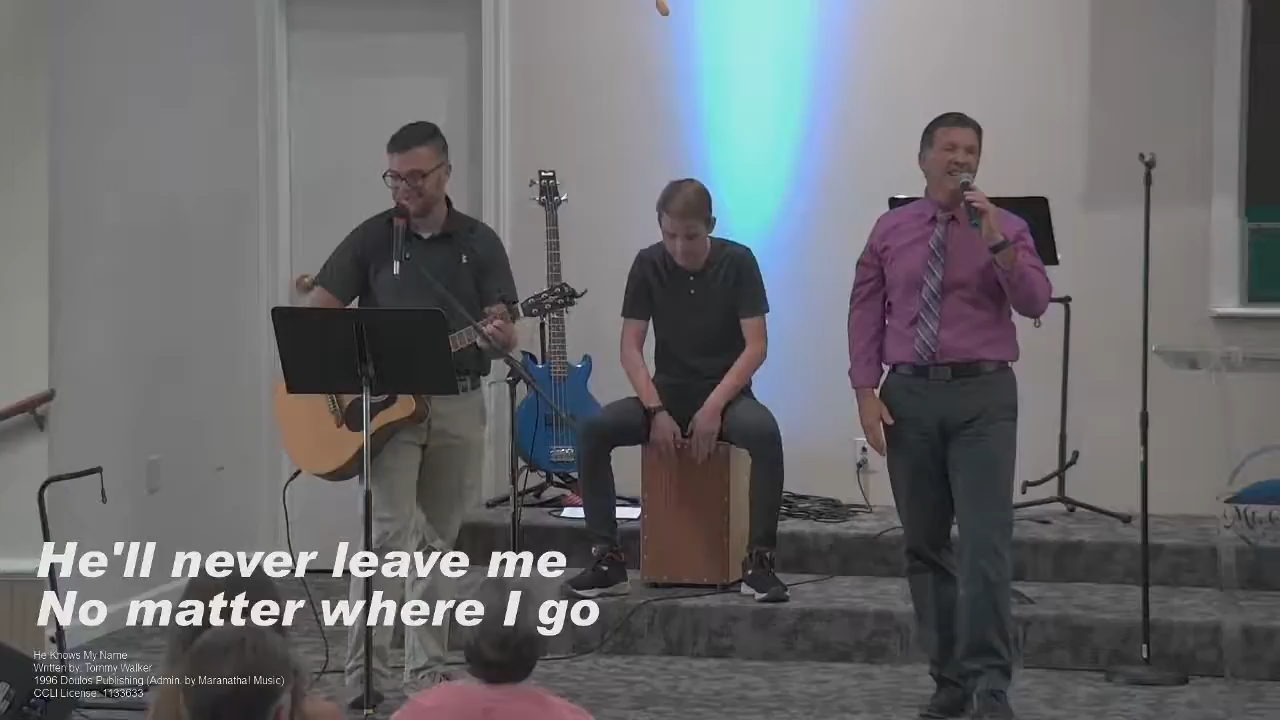 He'll never leave me
No matter where I go
He Knows My Name
Written by: Tommy Walker
1996 Doulos Publishing (Admin. by Maranatha! Music)
CCLI License: 1133633